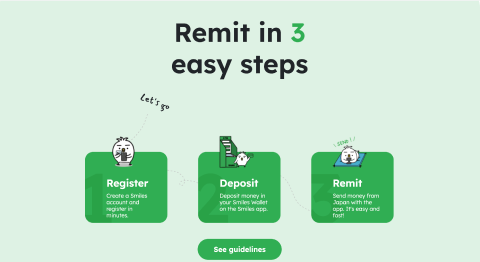 Remit in 3
easy steps
Let's go
Register
Create a Smiles
account and
register in
minutes.
Deposit
Deposit money in
your Smiles Wallet
on the Smiles app.
Remit
Send money from
Japan with the
app. It's easy and
fast!
1
2
3
See guidelines